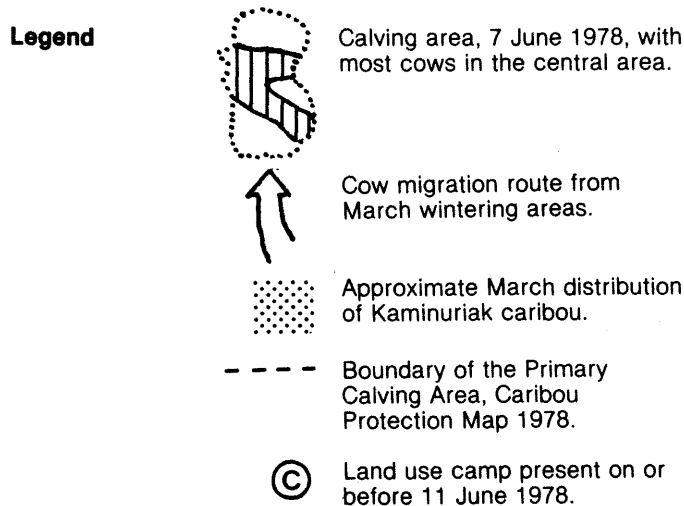 Legend
Calving area, 7 June 1978, with
most cows in the central area.
Cow migration route from
March wintering areas.
Approximate March distribution
of Kaminuriak caribou.
Boundary of the Primary
Calving Area, Caribou
Protection Map 1978.
©
Land use camp present on or
before 11 June 1978.